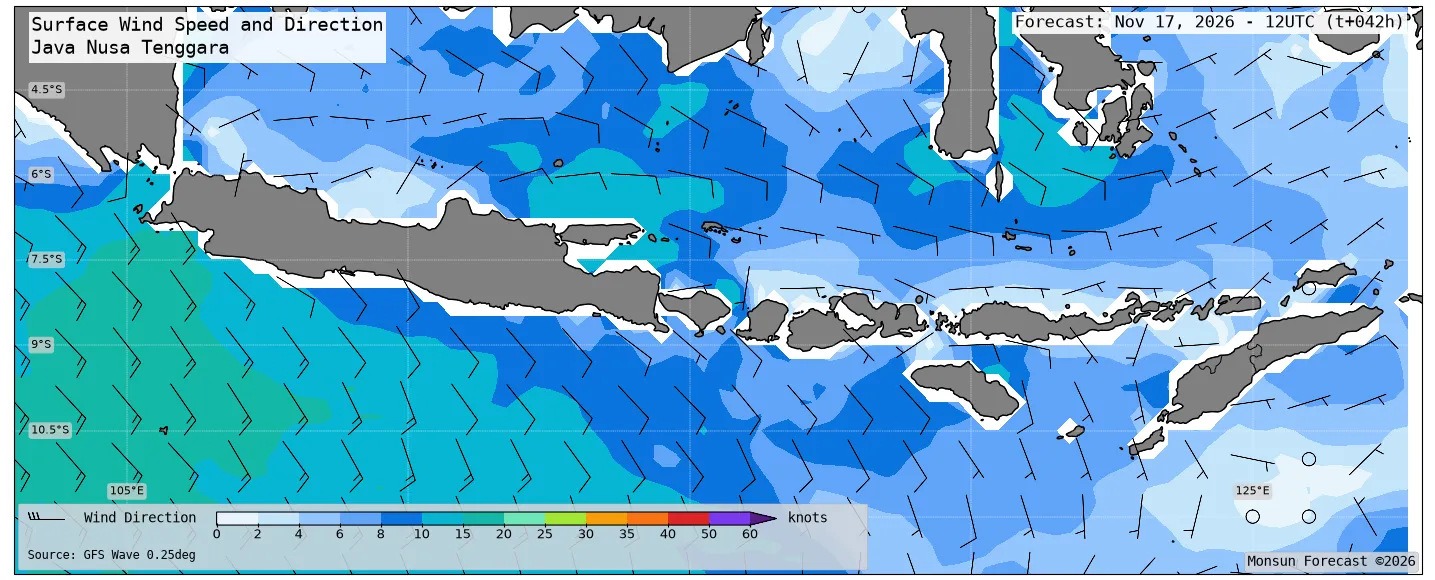 Surface Wind Speed and Direction
Java Nusa Tenggara
Forecast: Nov 17, 2026 - 12UTC (t+042h)
4.5°S
6°S
7.5°S
9°S
10.5°S
105°E
125°E
Wind Direction
0 2 4 6 8 10 15 20 25 30 35 40 50 60
knots
Source: GFS Wave 0.25deg
Monsun Forecast ©2026